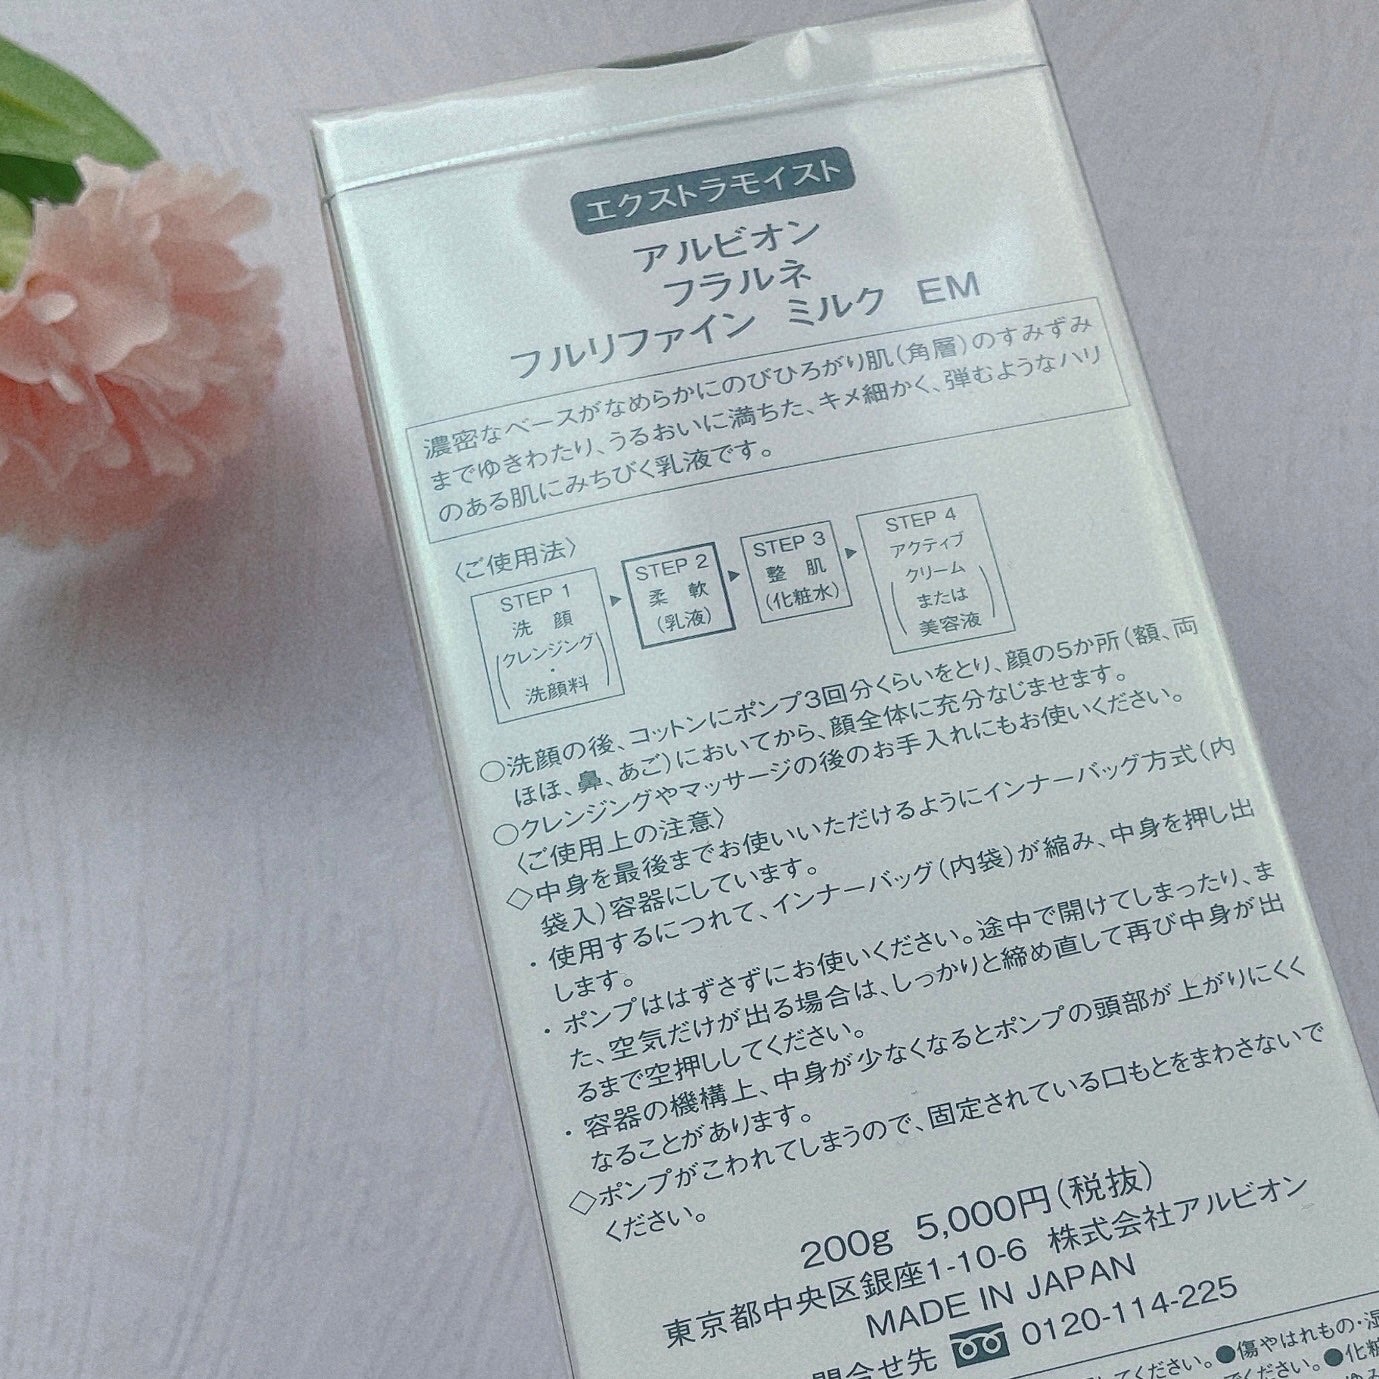 エクストラモイスト
アルビオン
フラルネ
フルリファイン ミルク EM
濃密なベースがなめらかにのびひろがり肌(角層)のすみずみ
までゆきわたり、うるおいに満ちた、キメ細かく、弾むようなハリ
のある肌にみちびく乳液です。
〈ご使用法〉
STEP 1
洗 顔
(クレンジング
・
洗顔料)
STEP 2
柔 軟
(乳液)
STEP 3
整 肌
(化粧水)
STEP 4
アクティブ
クリーム
(または
美容液)
○洗顔の後、コットンにポンプ3回分くらいをとり、顔の5か所(額、両
ほほ、鼻、あご)においてから、顔全体に充分なじませます。
○クレンジングやマッサージの後のお手入れにもお使いください。
〈ご使用上の注意〉
◇中身を最後までお使いいただけるようにインナーバッグ方式(内
袋入)容器にしています。
・使用するにつれて、インナーバッグ(内袋)が縮み、中身を押し出
します。
・ポンプははずさずにお使いください。途中で開けてしまったり、ま
た、空気だけが出る場合は、しっかりと締め直して再び中身が出
るまで空押ししてください。
・容器の機構上、中身が少なくなるとポンプの頭部が上がりにくく
なることがあります。
◇ポンプがこわれてしまうので、固定されている口もとをまわさないで
ください。
200g 5,000円(税抜)
東京都中央区銀座1-10-6 株式会社アルビオン
MADE IN JAPAN
問合せ先 0120-114-225
してください。●傷やはれもの・湿
ください。●化粧